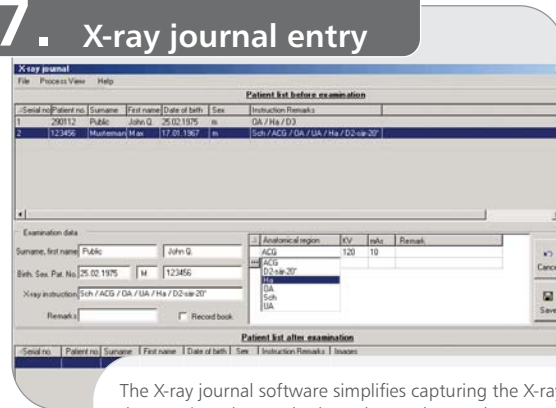 7. X-ray journal entry
X-ray journal
File Process View Help
Patient list before examination
Serial no Patient no. Surname First name Date of birth Sex Instruction Remarks
1 290112 Public John Q. 25.02.1975 m OA / Ha / D3
2 123456 Musterman Max 17.01.1967 m Sch / ACG / OA / UA / Ha / D2-sie-20°
Examination data
Surname, first name Public John Q.
Birth. Sex. Pat. No. 25.02.1975 M 123456
X-ray instruction Sch / ACG / OA / UA / Ha / D2-sie-20°
Remarks Record book
Anatomical region KV mAs Remark
ACG 120 10
ACG
D2-sie-20°
Ha
OA
Sch
UA
Cance
Save
Patient list after examination
Serial no. Patient no. Surname First name Date of birth Sex Instruction Remarks Images
The X-ray journal software simplifies capturing the X-ray